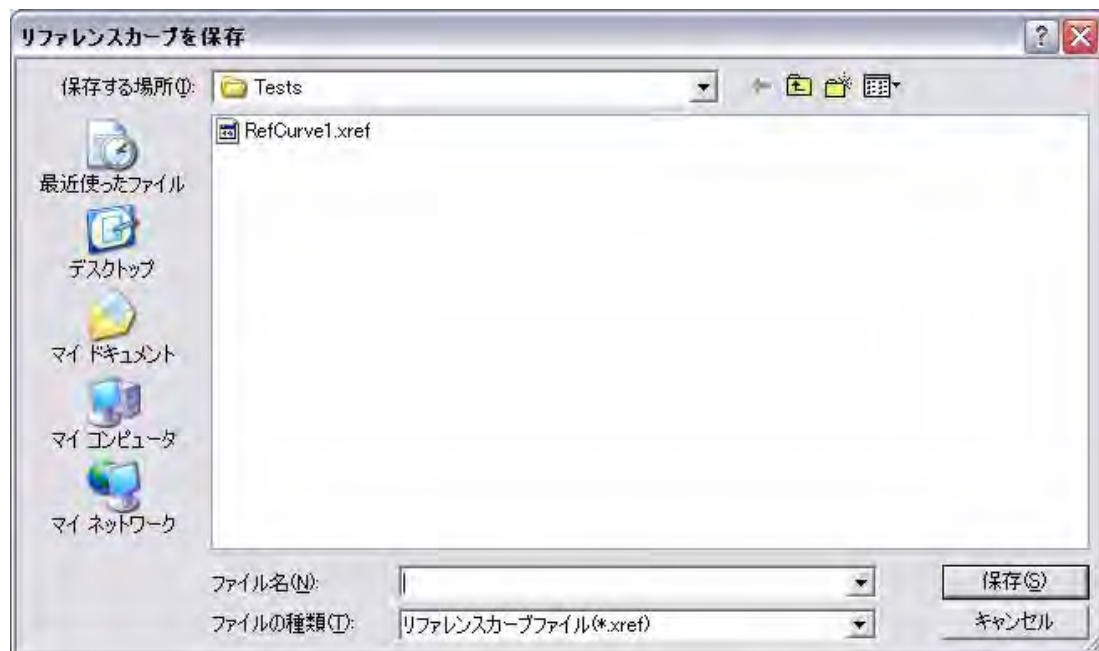 リファレンスカーブを保存
保存する場所(I):
Tests
RefCurve1.xref
最近使ったファイル
デスクトップ
マイ ドキュメント
マイ コンピュータ
マイ ネットワーク
ファイル名(N):
保存(S)
ファイルの種類(T):
リファレンスカーブファイル(*.xref)
キャンセル